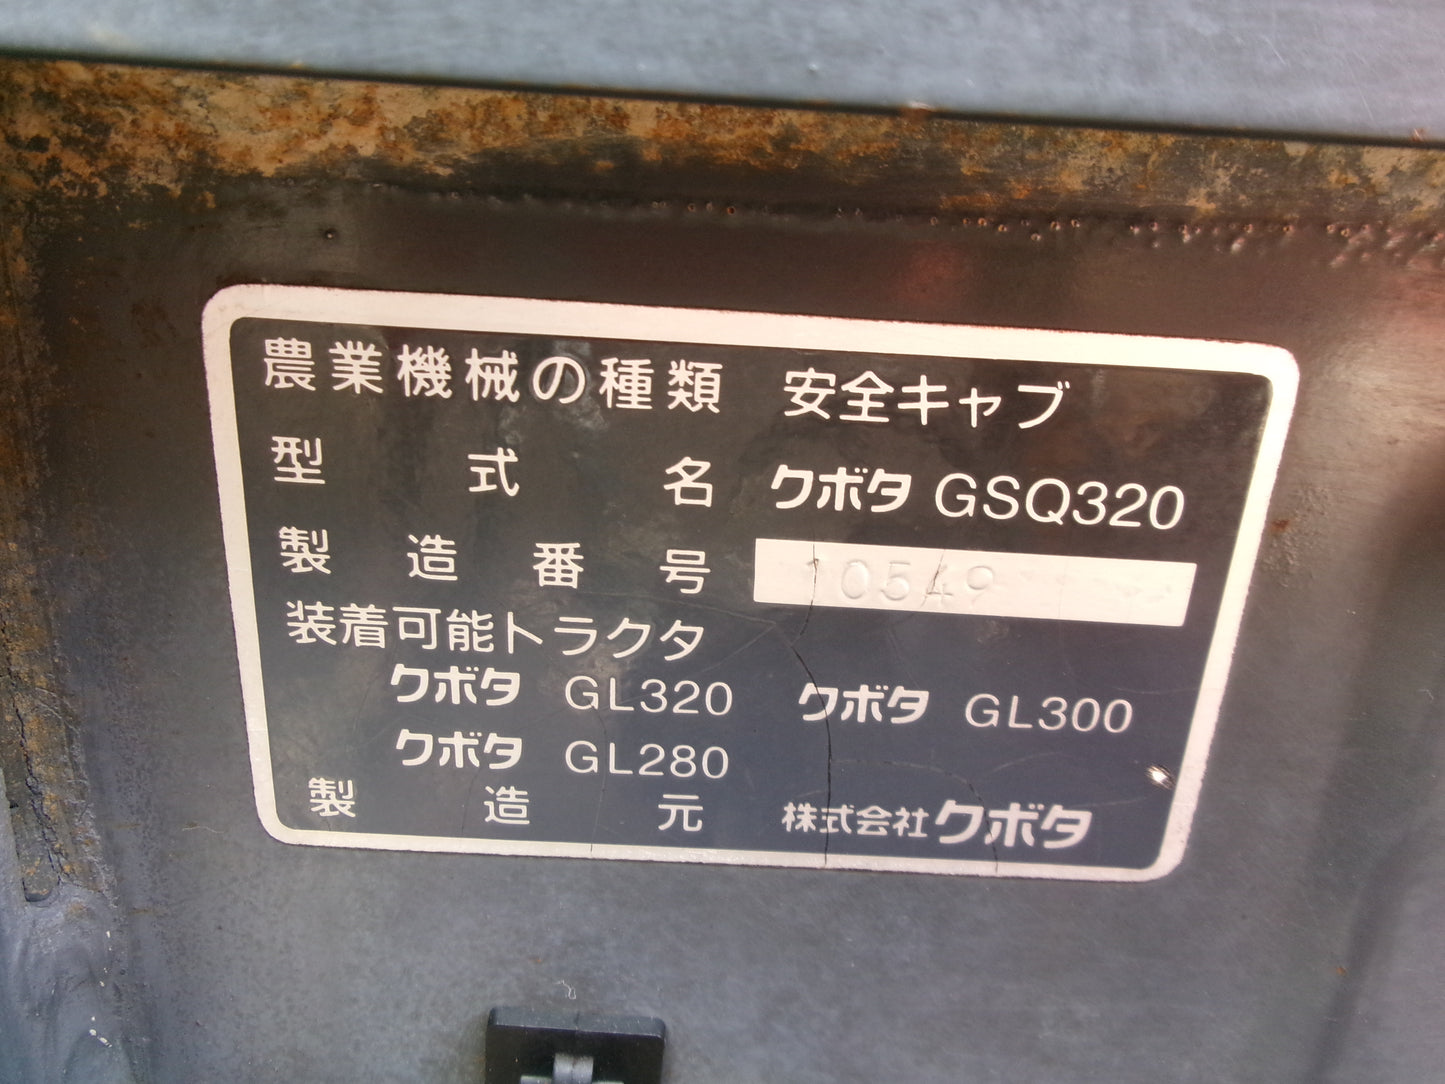 農業機械の種類 安全キャブ
型式名 クボタ GSQ320
製造番号 10549
装着可能トラクタ
クボタ GL320 クボタ GL300
クボタ GL280
製造元 株式会社クボタ